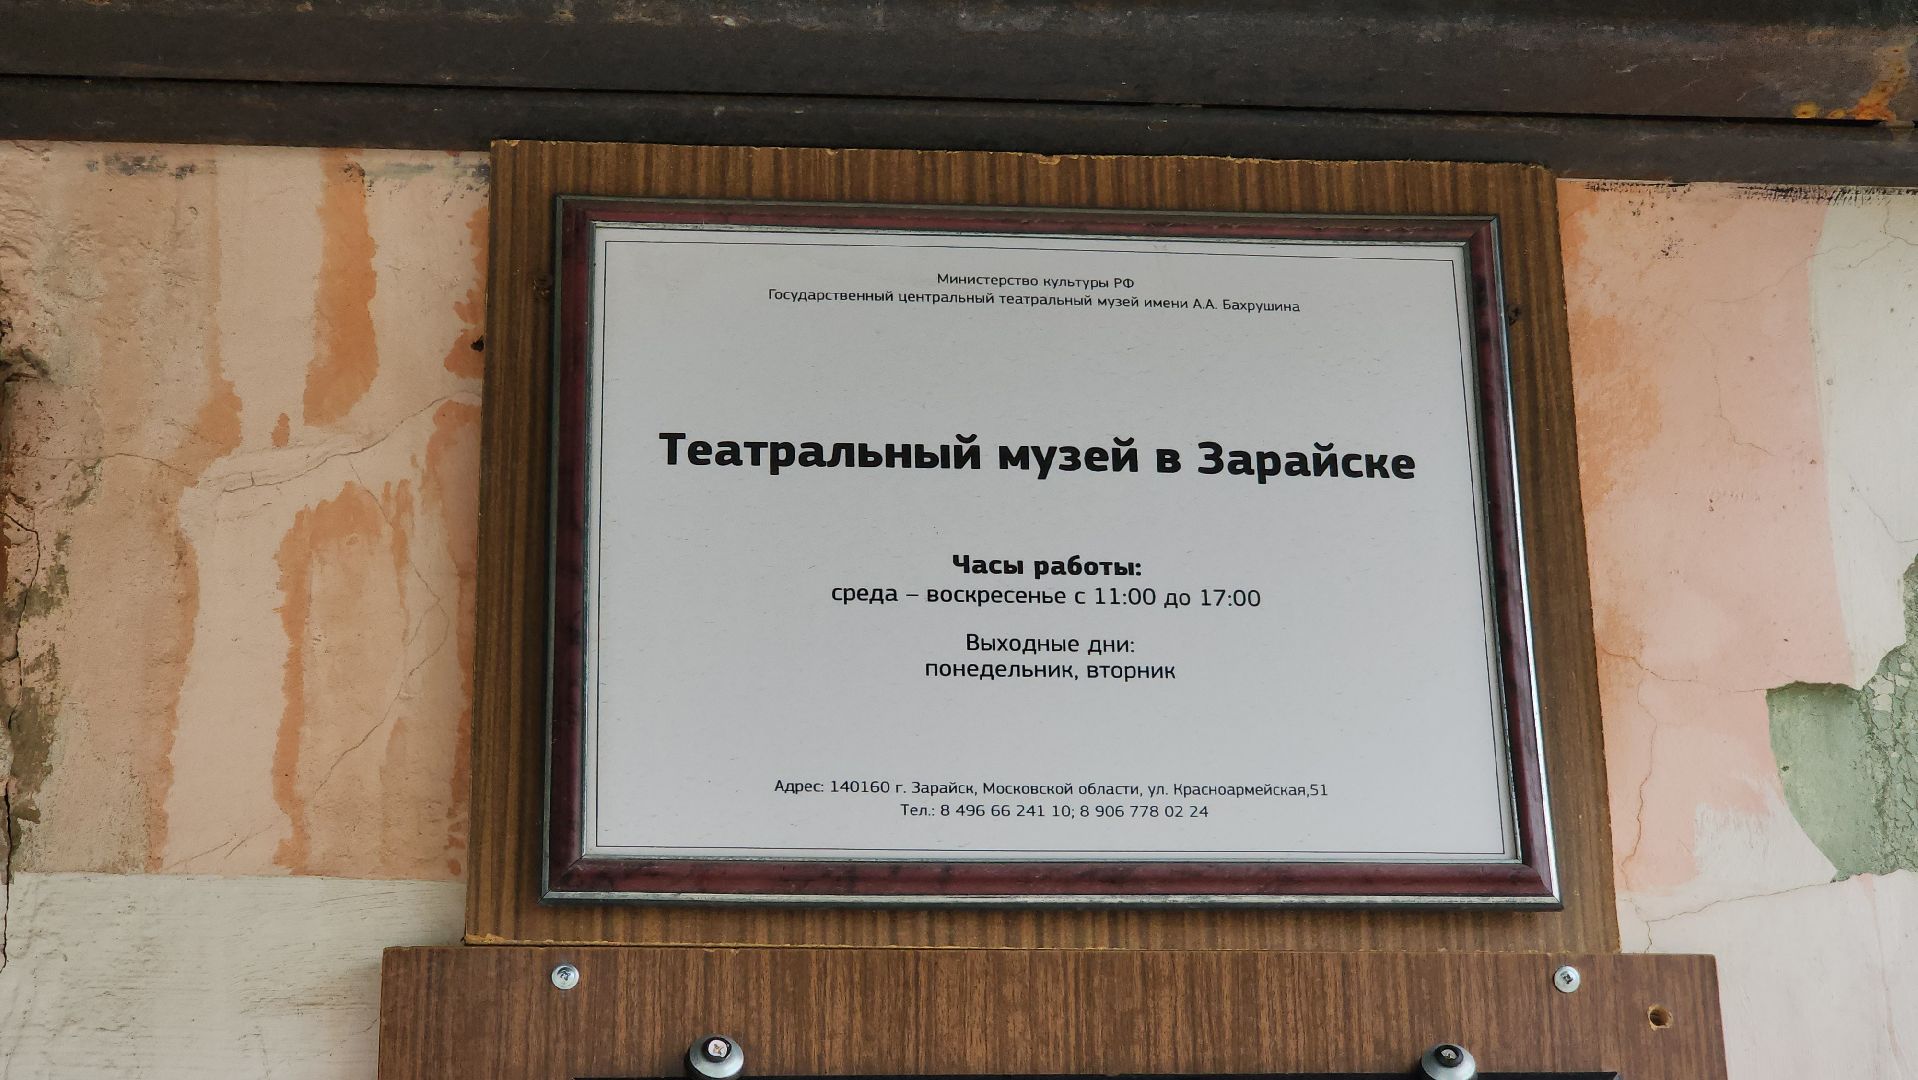 Министерство культуры РФ
Государственный центральный театральный музей имени А.А. Бахрушина
Театральный музей в Зарайске
Часы работы:
среда – воскресенье с 11:00 до 17:00
Выходные дни:
понедельник, вторник
Адрес: 140160 г. Зарайск, Московской области, ул. Красноармейская,51
Тел.: 8 496 66 241 10; 8 906 778 02 24